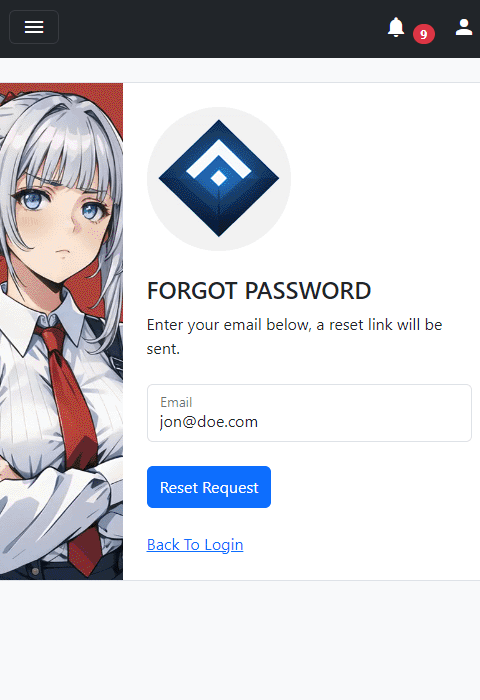 9
FORGOT PASSWORD
Enter your email below, a reset link will be
sent.
Email
jon@doe.com
Reset Request
Back To Login